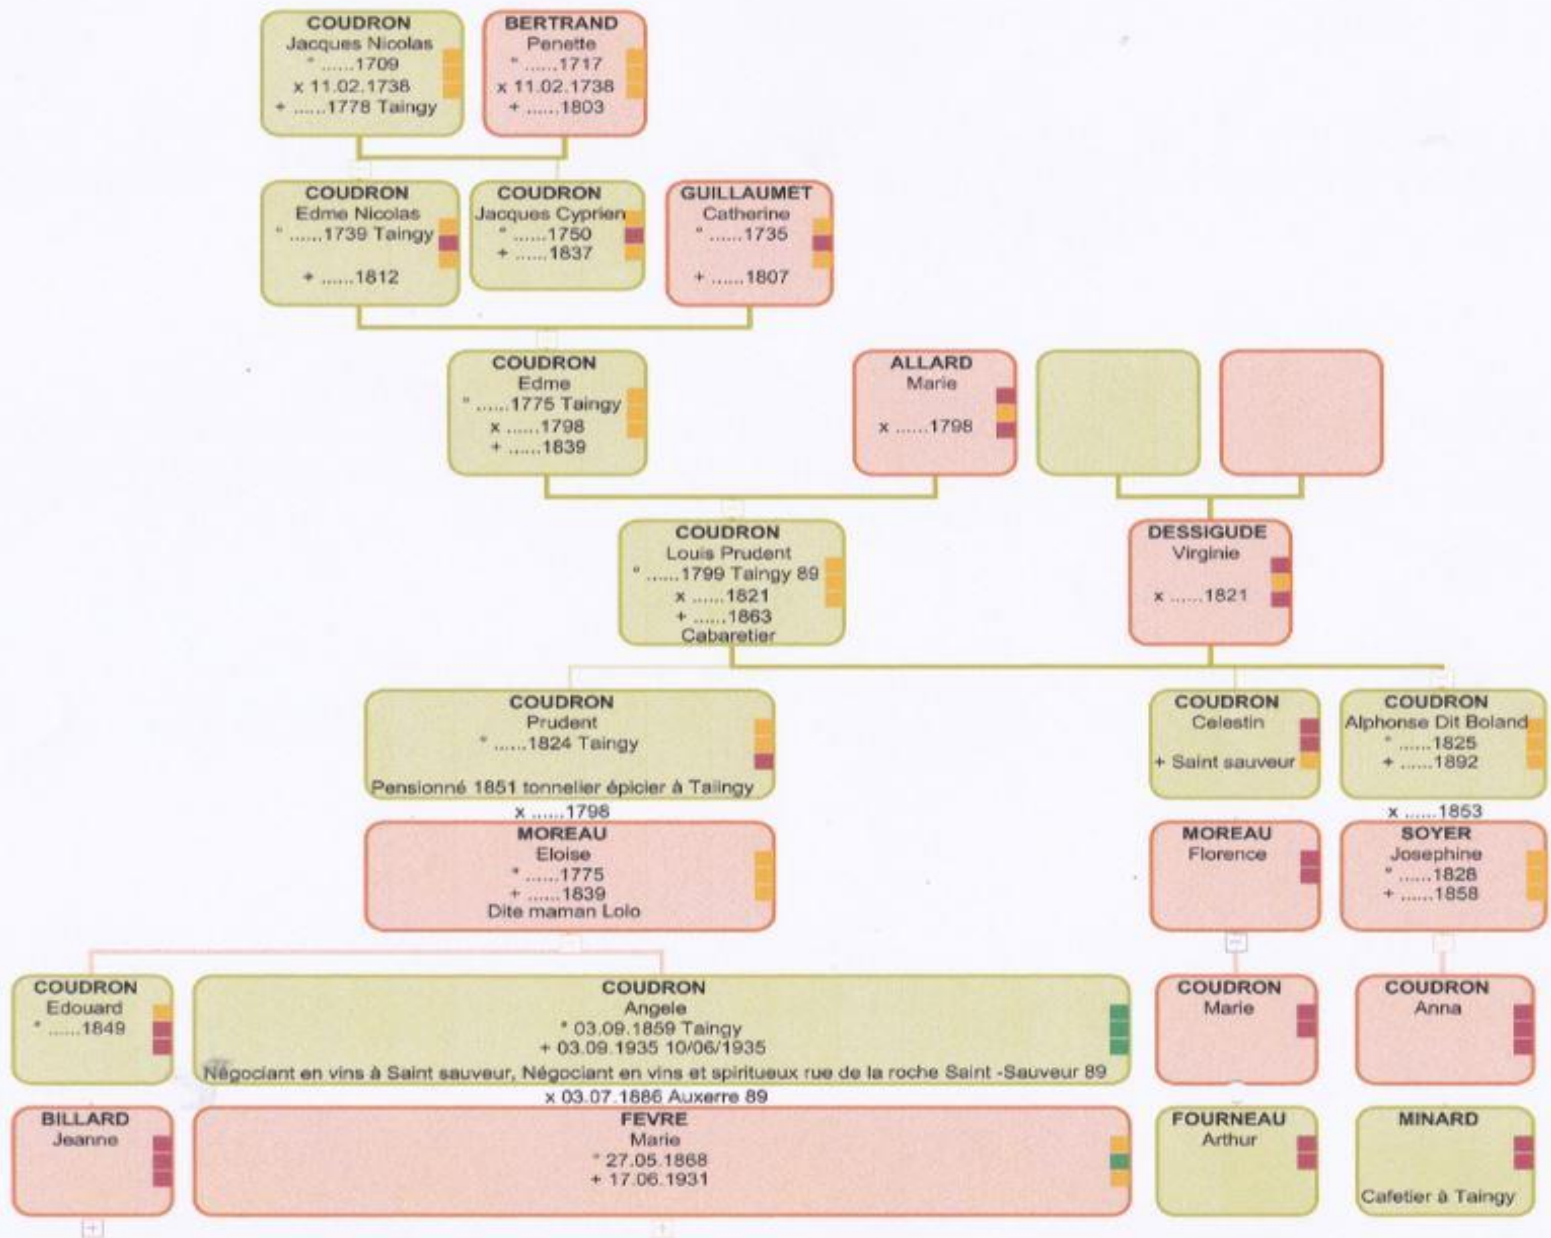 COUDRON
Jacques Nicolas
° ......1709
x 11.02.1738
+ ......1778 Taingy
BERTRAND
Penette
° ......1717
x 11.02.1738
+ ......1803
COUDRON
Edme Nicolas
° ......1739 Taingy
+ ......1812
COUDRON
Jacques Cyprien
° ......1750
+ ......1837
GUILLAUMET
Catherine
° ......1735
+ ......1807
COUDRON
Edme
° ......1775 Taingy
x ......1798
+ ......1839
ALLARD
Marie
x ......1798
COUDRON
Louis Prudent
° ......1799 Taingy 89
x ......1821
+ ......1863
Cabaretier
DESSIGUDE
Virginie
x ......1821
COUDRON
Prudent
° ......1824 Taingy
Pensionné 1851 tonnelier épicier à Taiingy
x ......1798
MOREAU
Eloise
° ......1775
+ ......1839
Dite maman Lolo
COUDRON
Celestin
+ Saint sauveur
MOREAU
Florence
COUDRON
Alphonse Dit Boland
° ......1825
+ ......1892
x ......1853
SOYER
Josephine
° ......1828
+ ......1858
COUDRON
Edouard
° ......1849
BILLARD
Jeanne
COUDRON
Angele
° 03.09.1859 Taingy
+ 03.09.1935 10/06/1935
Négociant en vins à Saint sauveur, Négociant en vins et spiritueux rue de la roche Saint -Sauveur 89
x 03.07.1886 Auxerre 89
FEVRE
Marie
° 27.05.1868
+ 17.06.1931
COUDRON
Marie
FOURNEAU
Arthur
COUDRON
Anna
MINARD
Cafetier à Taingy